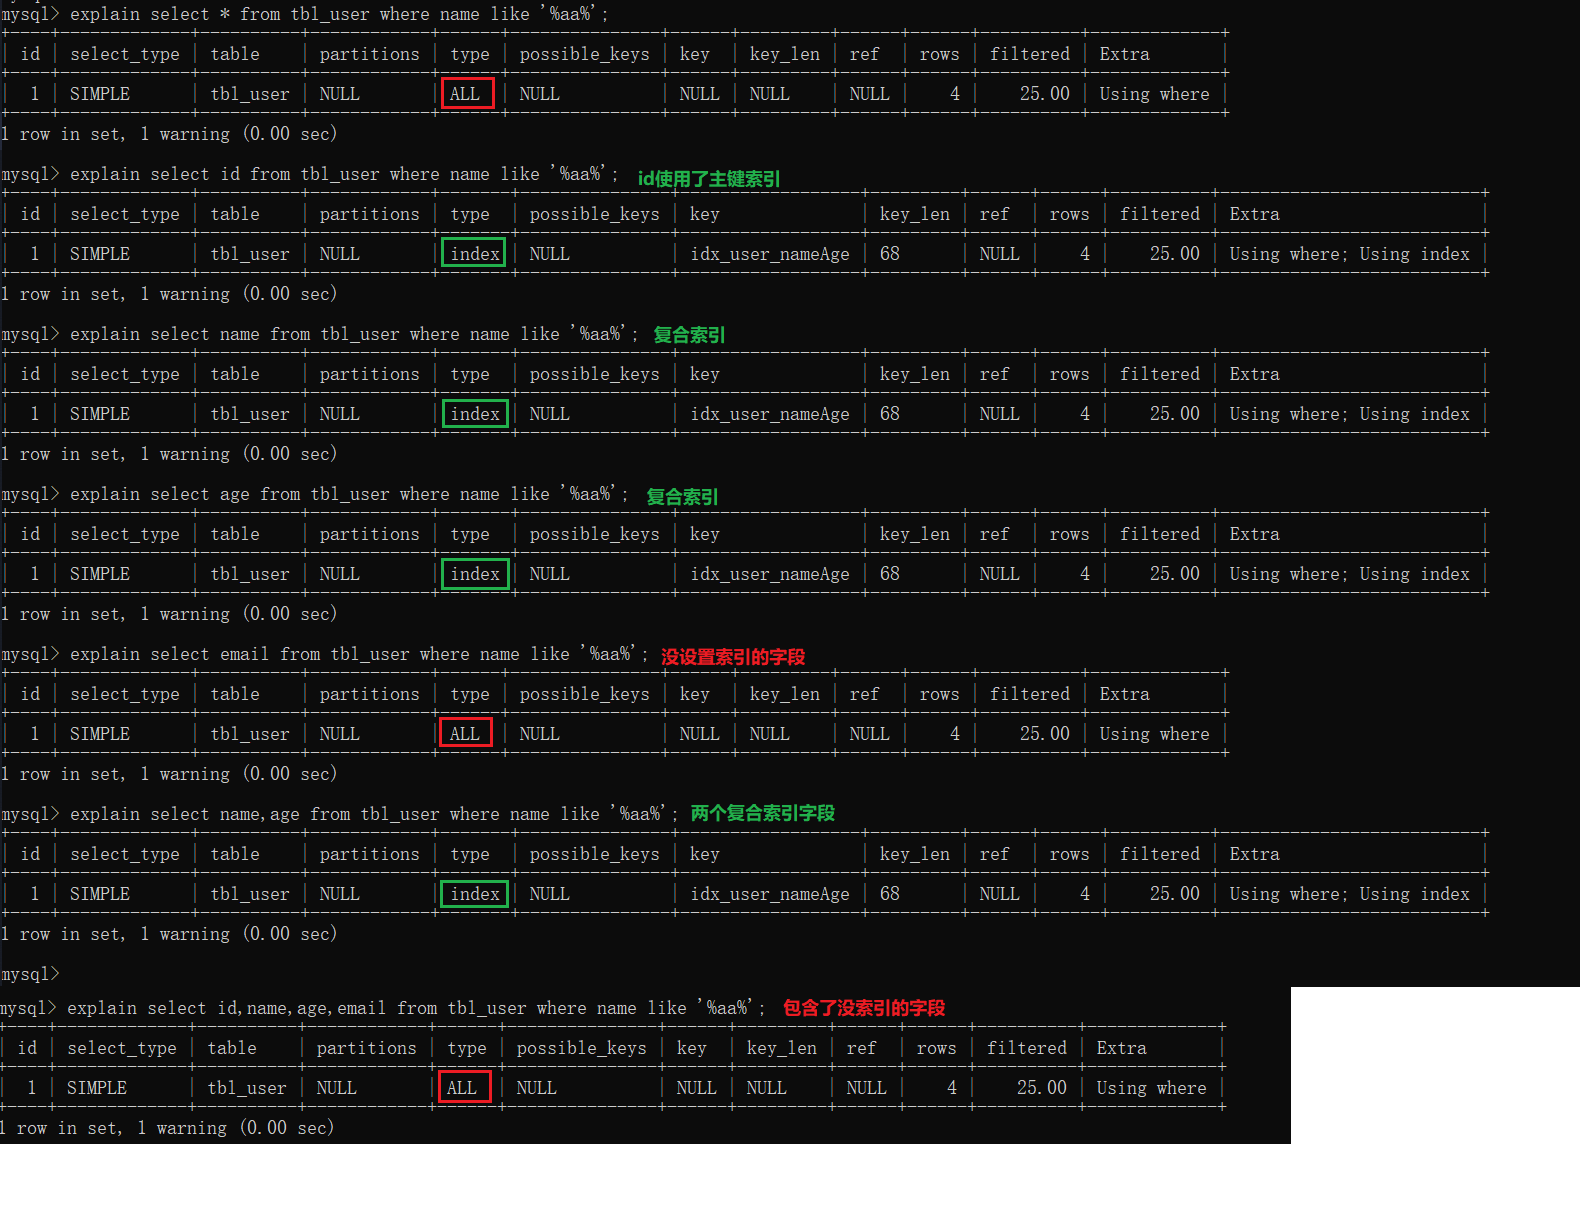 mysql> explain select * from tbl_user where name like '%aa%';
| id | select_type | table | partitions | type | possible_keys | key | key_len | ref | rows | filtered | Extra |
| 1 | SIMPLE | tbl_user | NULL | ALL | NULL | NULL | NULL | NULL | 4 | 25.00 | Using where |
1 row in set, 1 warning (0.00 sec)
mysql> explain select id from tbl_user where name like '%aa%'; id使用了主键索引
| id | select_type | table | partitions | type | possible_keys | key | key_len | ref | rows | filtered | Extra |
| 1 | SIMPLE | tbl_user | NULL | index | NULL | idx_user_nameAge | 68 | NULL | 4 | 25.00 | Using where; Using index |
1 row in set, 1 warning (0.00 sec)
mysql> explain select name from tbl_user where name like '%aa%'; 复合索引
| id | select_type | table | partitions | type | possible_keys | key | key_len | ref | rows | filtered | Extra |
| 1 | SIMPLE | tbl_user | NULL | index | NULL | idx_user_nameAge | 68 | NULL | 4 | 25.00 | Using where; Using index |
1 row in set, 1 warning (0.00 sec)
mysql> explain select age from tbl_user where name like '%aa%'; 复合索引
| id | select_type | table | partitions | type | possible_keys | key | key_len | ref | rows | filtered | Extra |
| 1 | SIMPLE | tbl_user | NULL | index | NULL | idx_user_nameAge | 68 | NULL | 4 | 25.00 | Using where; Using index |
1 row in set, 1 warning (0.00 sec)
mysql> explain select email from tbl_user where name like '%aa%'; 没设置索引的字段
| id | select_type | table | partitions | type | possible_keys | key | key_len | ref | rows | filtered | Extra |
| 1 | SIMPLE | tbl_user | NULL | ALL | NULL | NULL | NULL | NULL | 4 | 25.00 | Using where |
1 row in set, 1 warning (0.00 sec)
mysql> explain select name,age from tbl_user where name like '%aa%'; 两个复合索引字段
| id | select_type | table | partitions | type | possible_keys | key | key_len | ref | rows | filtered | Extra |
| 1 | SIMPLE | tbl_user | NULL | index | NULL | idx_user_nameAge | 68 | NULL | 4 | 25.00 | Using where; Using index |
1 row in set, 1 warning (0.00 sec)
mysql>
mysql> explain select id,name,age,email from tbl_user where name like '%aa%'; 包含了没索引的字段
| id | select_type | table | partitions | type | possible_keys | key | key_len | ref | rows | filtered | Extra |
| 1 | SIMPLE | tbl_user | NULL | ALL | NULL | NULL | NULL | NULL | 4 | 25.00 | Using where |
1 row in set, 1 warning (0.00 sec)